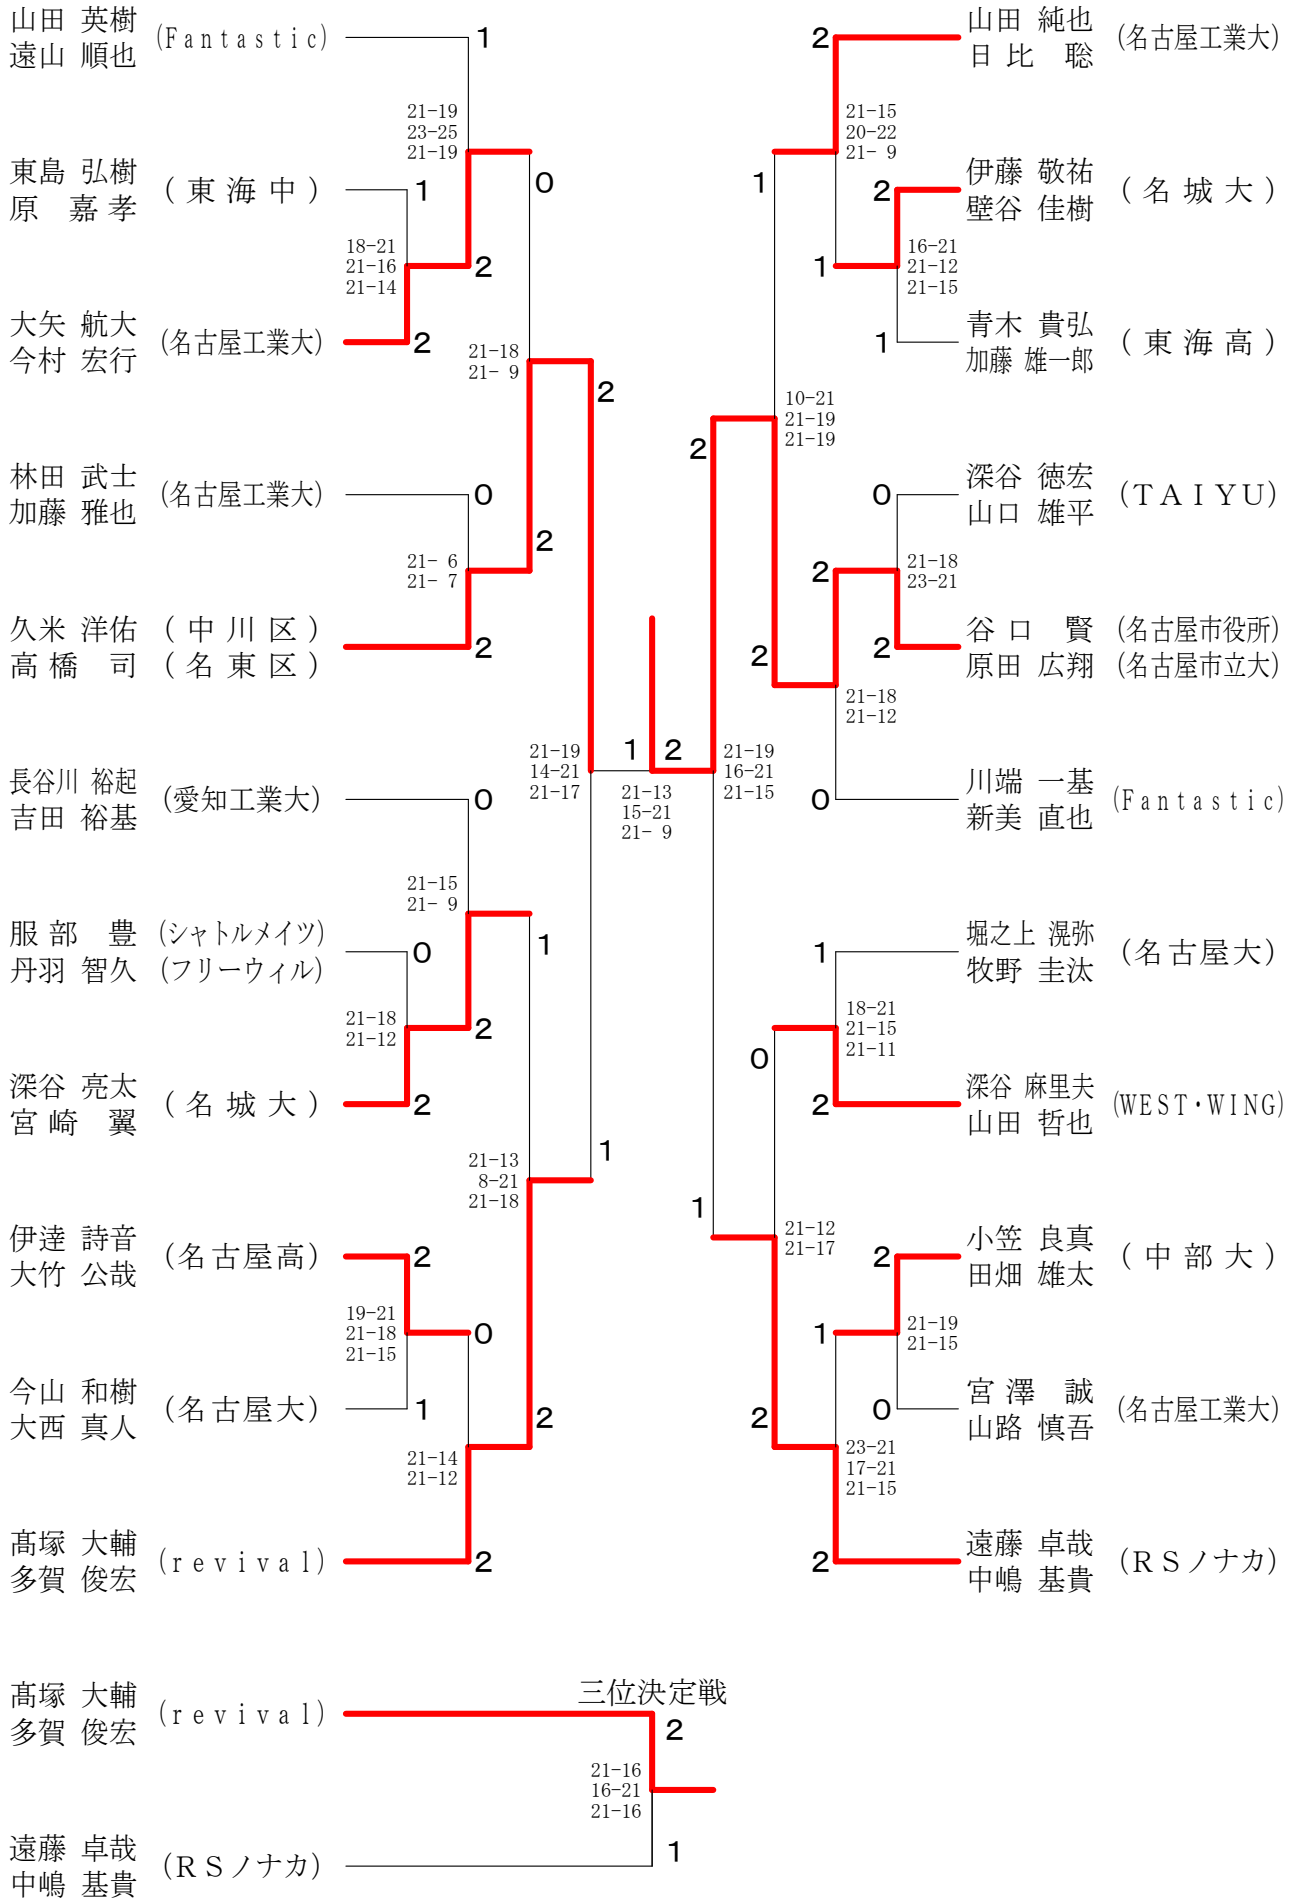 山田 英樹
遠山 順也
(Fantastic)
1
21-19
23-25
21-19
東島 弘樹
原 嘉孝
(東海中)
1
0
18-21
21-16
21-14
2
大矢 航大
今村 宏行
(名古屋工業大)
2
21-18
21- 9
2
林田 武士
加藤 雅也
(名古屋工業大)
0
21- 6
21- 7
2
久米 洋佑
高橋 司
(中川区)
(名東区)
2
21-19
14-21
21-17
長谷川 裕起
吉田 裕基
(愛知工業大)
0
21-15
21- 9
服部 豊
丹羽 智久
(シャトルメイツ)
(フリーウィル)
0
1
21-18
21-12
2
深谷 亮太
宮崎 翼
(名城大)
2
21-13
8-21
21-18
1
伊達 詩音
大竹 公哉
(名古屋高)
2
19-21
21-18
21-15
0
今山 和樹
大西 真人
(名古屋大)
1
2
21-14
21-12
髙塚 大輔
多賀 俊宏
(revival)
2
1
2
21-13
15-21
21- 9
2
山田 純也
日比 聡
(名古屋工業大)
21-15
20-22
21- 9
1
2
伊藤 敬祐
壁谷 佳樹
(名城大)
1
16-21
21-12
21-15
1
青木 貴弘
加藤 雄一郎
(東海高)
2
10-21
21-19
21-19
0
深谷 徳宏
山口 雄平
(TAIYU)
2
21-18
23-21
2
2
谷口 賢
原田 広翔
(名古屋市役所)
(名古屋市立大)
21-18
21-12
21-19
16-21
21-15
0
川端 一基
新美 直也
(Fantastic)
1
堀之上 滉弥
牧野 圭汰
(名古屋大)
18-21
21-15
21-11
0
2
深谷 麻里夫
山田 哲也
(WEST・WING)
1
21-12
21-17
2
小笠 良真
田畑 雄太
(中部大)
1
21-19
21-15
2
0
宮澤 誠
山路 慎吾
(名古屋工業大)
23-21
17-21
21-15
2
遠藤 卓哉
中嶋 基貴
(RSノナカ)
三位決定戦
髙塚 大輔
多賀 俊宏
(revival)
2
21-16
16-21
21-16
遠藤 卓哉
中嶋 基貴
(RSノナカ)
1